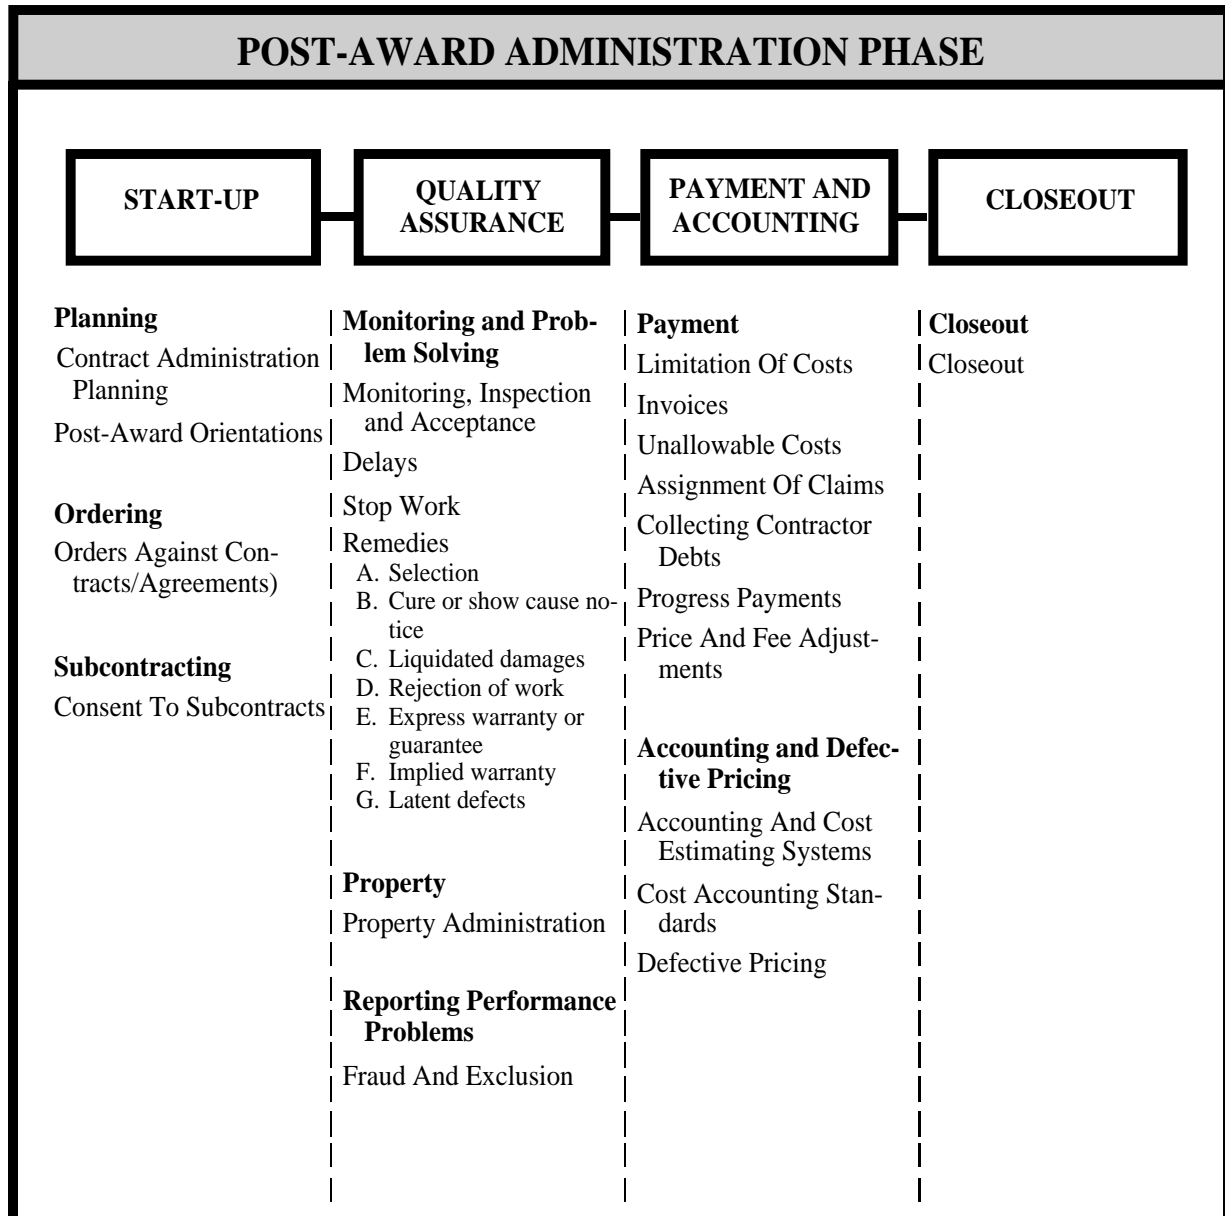 POST-AWARD ADMINISTRATION PHASE
START-UP
QUALITY
ASSURANCE
PAYMENT AND
ACCOUNTING
CLOSEOUT
Planning
Contract Administration
Planning
Post-Award Orientations
Ordering
Orders Against Con-
tracts/Agreements)
Subcontracting
Consent To Subcontracts
Monitoring and Prob-
lem Solving
Monitoring, Inspection
and Acceptance
Delays
Stop Work
Remedies
A. Selection
B. Cure or show cause no-
tice
C. Liquidated damages
D. Rejection of work
E. Express warranty or
guarantee
F. Implied warranty
G. Latent defects
Property
Property Administration
Reporting Performance
Problems
Fraud And Exclusion
Payment
Limitation Of Costs
Invoices
Unallowable Costs
Assignment Of Claims
Collecting Contractor
Debts
Progress Payments
Price And Fee Adjust-
ments
Accounting and Defec-
tive Pricing
Accounting And Cost
Estimating Systems
Cost Accounting Stan-
dards
Defective Pricing
Closeout
Closeout